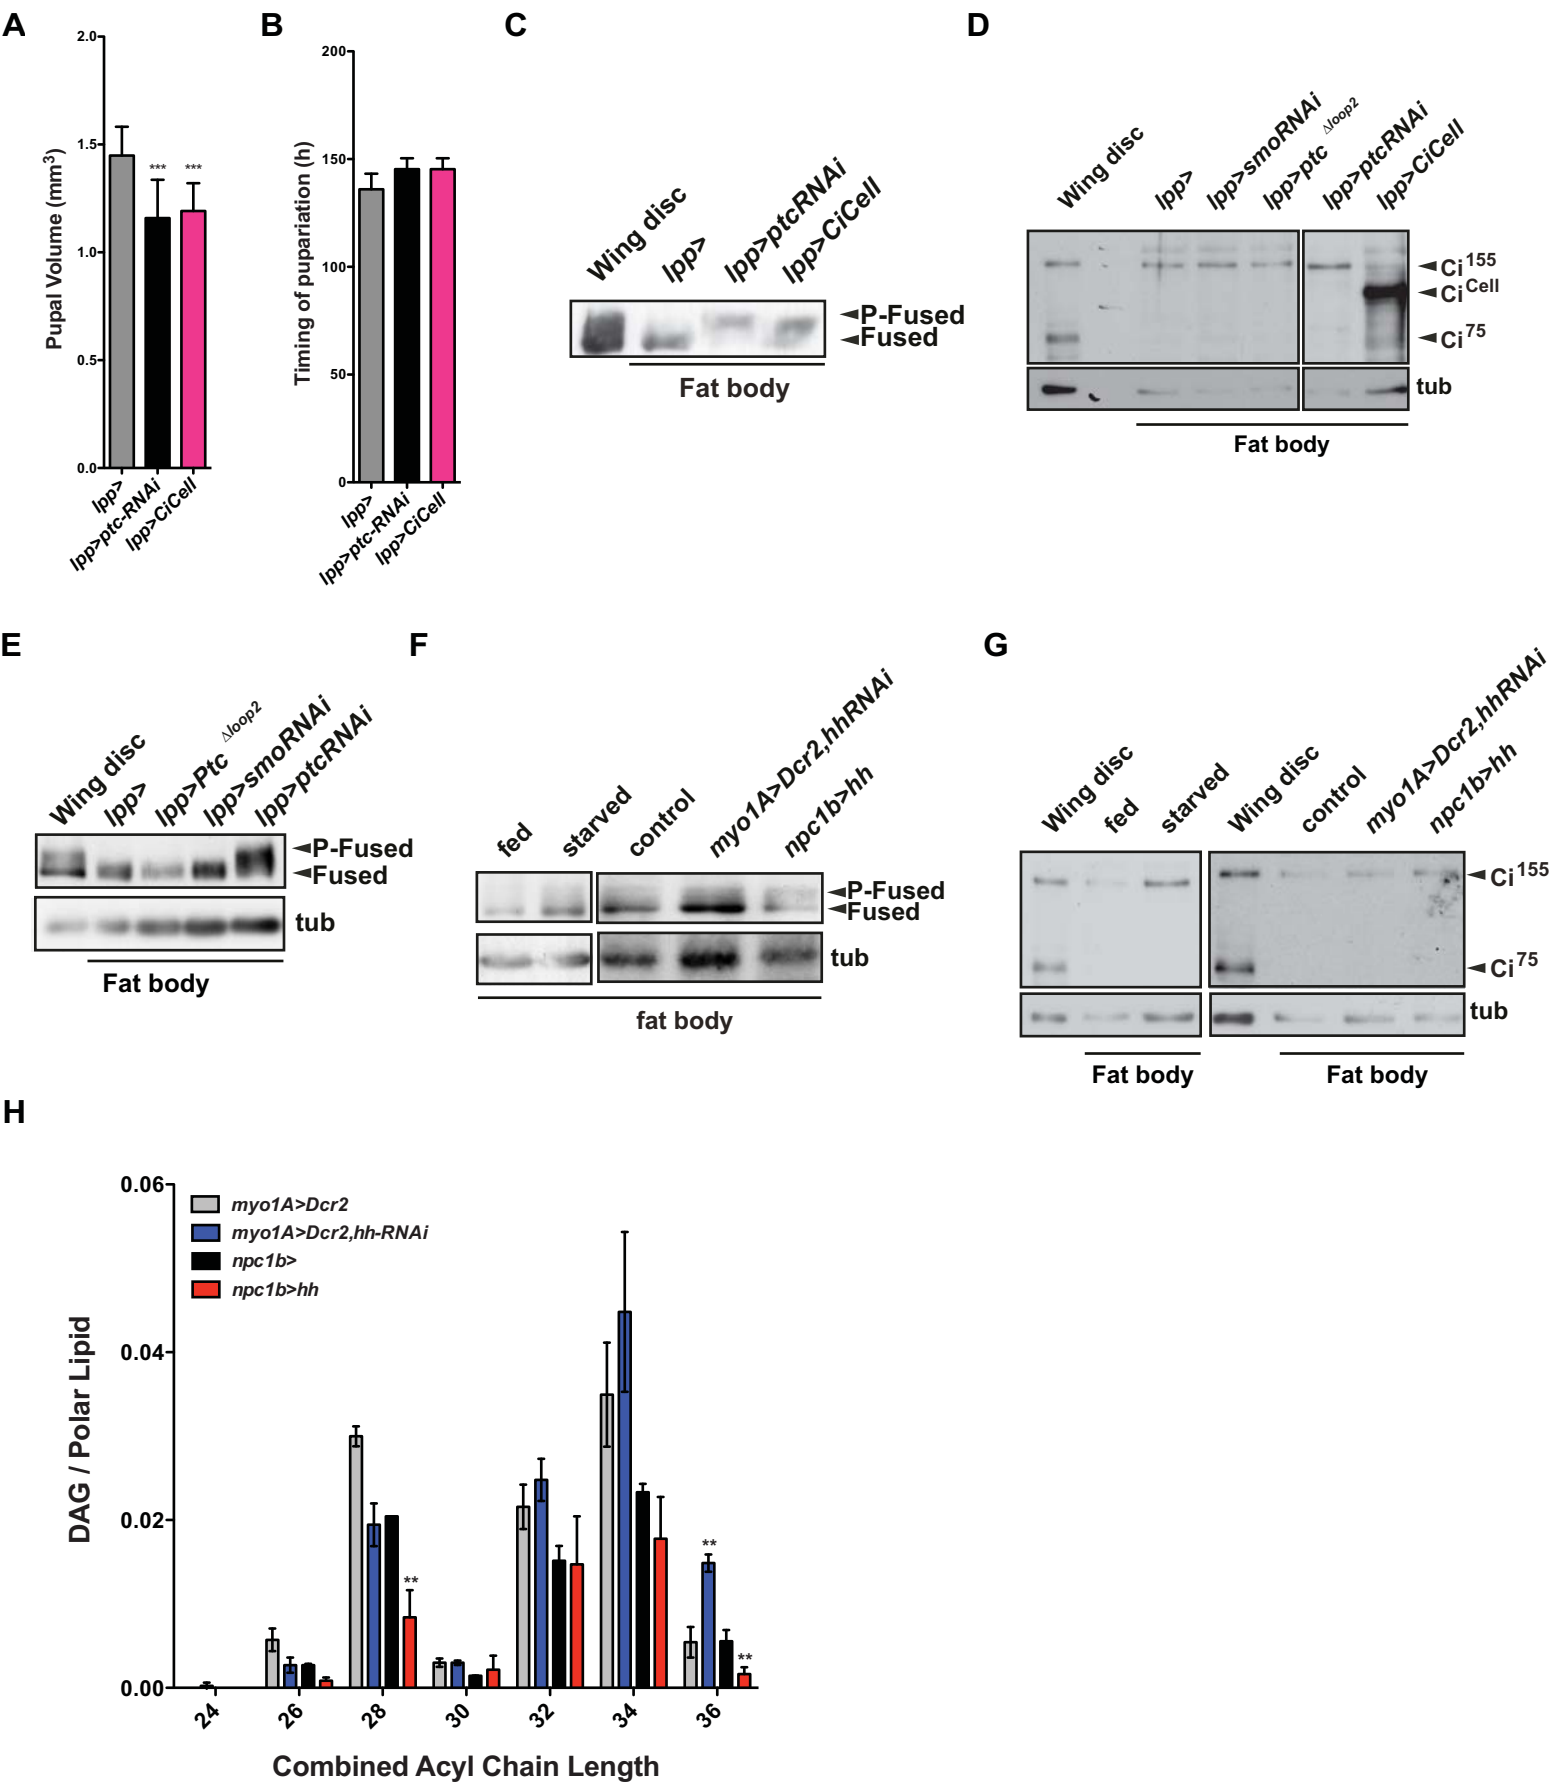 A
2.0
1.5
1.0
0.5
0.0
Pupal Volume (mm3)
***
***
lpp>
lpp>ptc-RNAi
lpp>CiCell
B
200
150
100
50
0
Timing of pupariation (h)
lpp>
lpp>ptc-RNAi
lpp>CiCell
C
Wing disc
lpp>
lpp>ptcRNAi
lpp>CiCell
P-Fused
Fused
Fat body
D
Wing disc
lpp>
lpp>smoRNAi
lpp>ptc Δloop2
lpp>ptcRNAi
lpp>CiCell
Ci155
CiCell
Ci75
tub
Fat body
E
Wing disc
lpp>
lpp>Ptc Δloop2
lpp>smoRNAi
lpp>ptcRNAi
P-Fused
Fused
tub
Fat body
F
fed
starved
control
myo1A>Dcr2,hhRNAi
npc1b>hh
P-Fused
Fused
tub
fat body
G
Wing disc
fed
starved
Wing disc
control
myo1A>Dcr2,hhRNAi
npc1b>hh
Ci155
Ci75
tub
Fat body
Fat body
H
0.06
0.04
0.02
0.00
DAG / Polar Lipid
myo1A>Dcr2
myo1A>Dcr2,hh-RNAi
npc1b>
npc1b>hh
**
**
**
24
26
28
30
32
34
36
Combined Acyl Chain Length